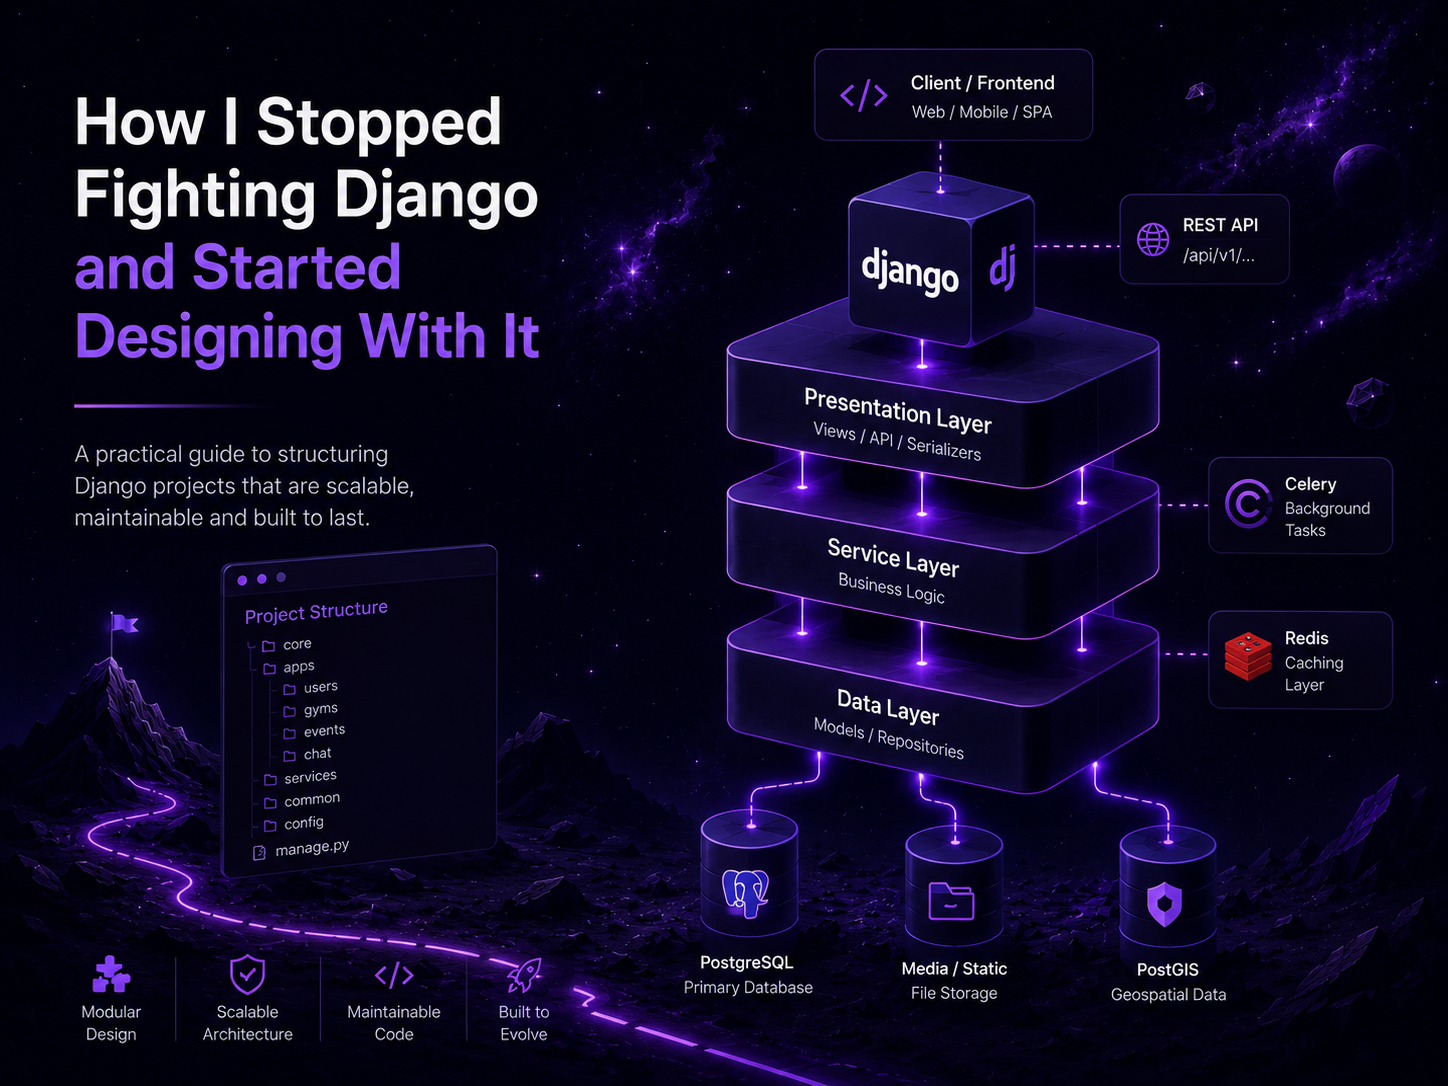 How I Stopped
Fighting Django
and Started
Designing With It
A practical guide to structuring
Django projects that are scalable,
maintainable and built to last.
Project Structure
core
apps
users
gyms
events
chat
services
common
config
manage.py
Modular
Design
Scalable
Architecture
Maintainable
Code
Built to
Evolve
</> Client / Frontend
Web / Mobile / SPA
django
dj
REST API
/api/v1/...
Presentation Layer
Views / API / Serializers
Service Layer
Business Logic
Data Layer
Models / Repositories
Celery
Background
Tasks
Redis
Caching
Layer
PostgreSQL
Primary Database
Media / Static
File Storage
PostGIS
Geospatial Data